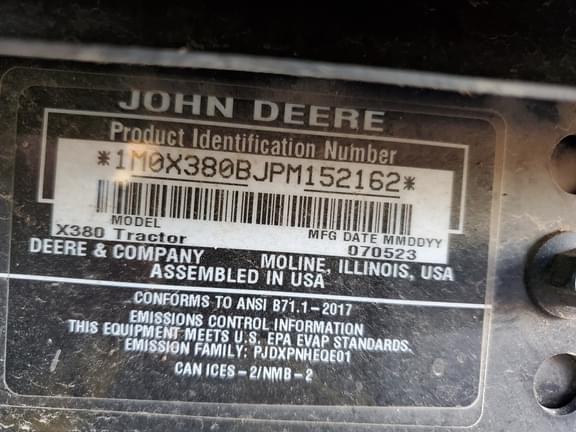 JOHN DEERE
Product Identification Number
*1M0X380BJPM152162*
MODEL MFG DATE MMDDYY
X380 Tractor 070523
DEERE & COMPANY MOLINE, ILLINOIS, USA
ASSEMBLED IN USA
CONFORMS TO ANSI B71.1-2017
EMISSIONS CONTROL INFORMATION
THIS EQUIPMENT MEETS U.S. EPA EVAP STANDARDS.
EMISSION FAMILY: PJDXPNHEQE01
CAN ICES-2/NMB-2